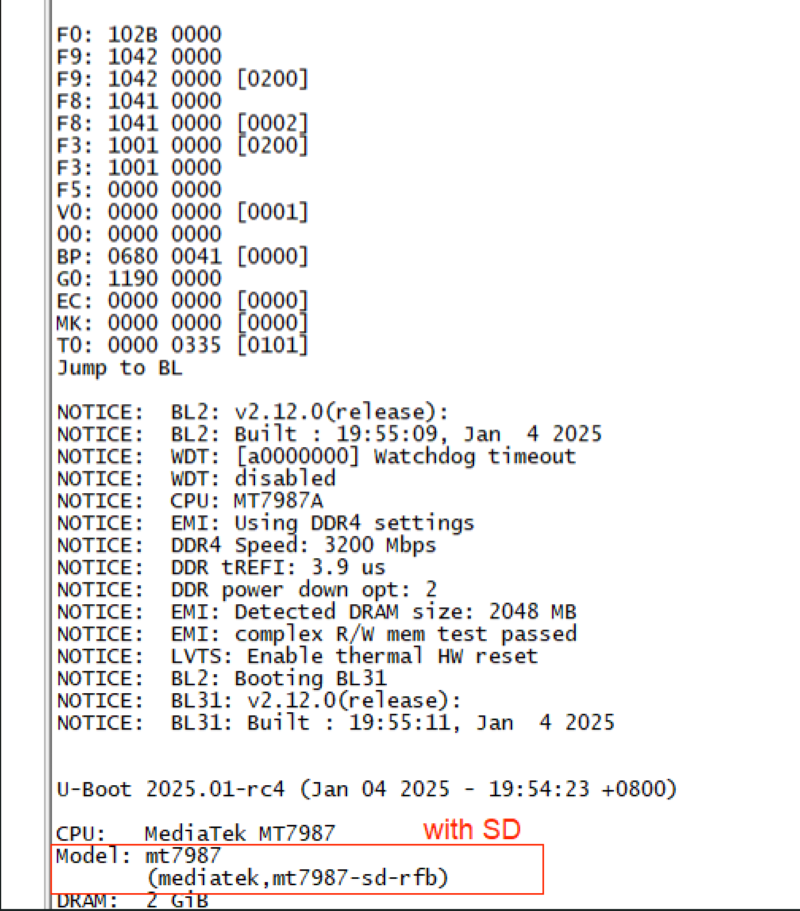 F0: 102B 0000
F9: 1042 0000
F9: 1042 0000 [0200]
F8: 1041 0000
F8: 1041 0000 [0002]
F3: 1001 0000 [0200]
F3: 1001 0000
F5: 0000 0000
V0: 0000 0000 [0001]
00: 0000 0000
BP: 0680 0041 [0000]
G0: 1190 0000
EC: 0000 0000 [0000]
MK: 0000 0000 [0000]
T0: 0000 0335 [0101]
Jump to BL
NOTICE:  BL2: v2.12.0(release):
NOTICE:  BL2: Built : 19:55:09, Jan  4 2025
NOTICE:  WDT: [a0000000] Watchdog timeout
NOTICE:  WDT: disabled
NOTICE:  CPU: MT7987A
NOTICE:  EMI: Using DDR4 settings
NOTICE:  DDR4 Speed: 3200 Mbps
NOTICE:  DDR tREFI: 3.9 us
NOTICE:  DDR power down opt: 2
NOTICE:  EMI: Detected DRAM size: 2048 MB
NOTICE:  EMI: complex R/W mem test passed
NOTICE:  LVTS: Enable thermal HW reset
NOTICE:  BL2: Booting BL31
NOTICE:  BL31: v2.12.0(release):
NOTICE:  BL31: Built : 19:55:11, Jan  4 2025
U-Boot 2025.01-rc4 (Jan 04 2025 - 19:54:23 +0800)
CPU:   MediaTek MT7987 with SD
Model: mt7987
(mediatek,mt7987-sd-rfb)
DRAM:  2 GiB